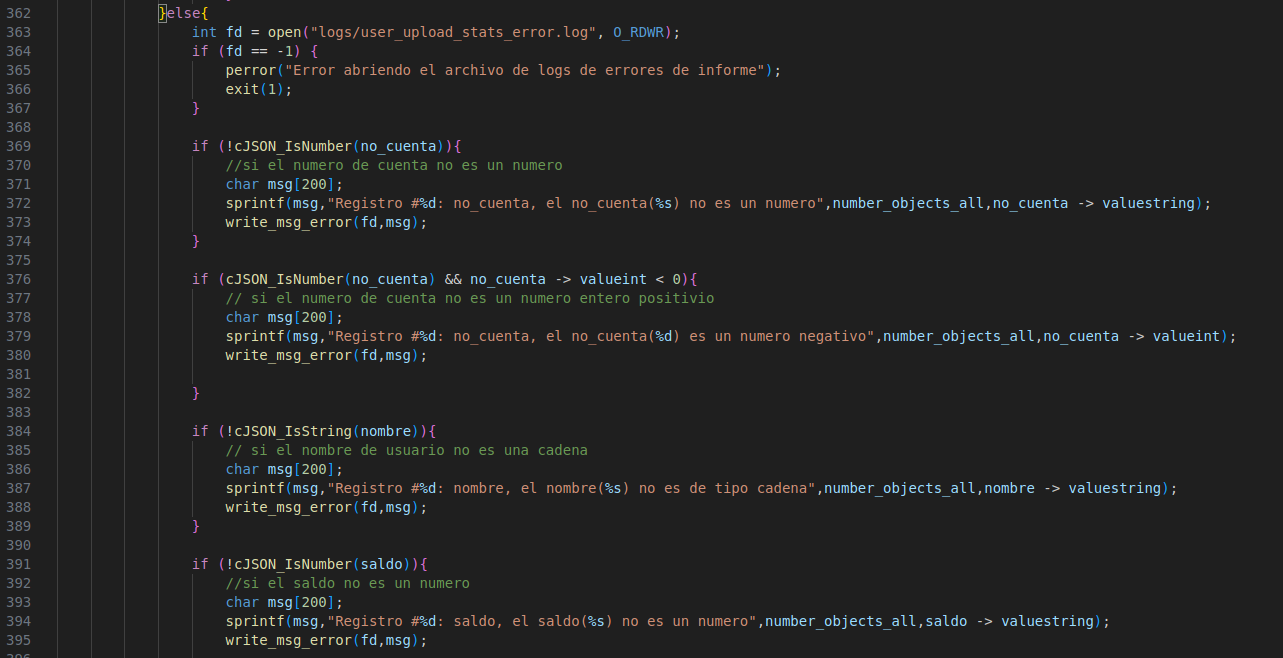 362 }else{
363 int fd = open("logs/user_upload_stats_error.log", O_RDWR);
364 if (fd == -1) {
365 perror("Error abriendo el archivo de logs de errores de informe");
366 exit(1);
367 }
368
369 if (!cJSON_IsNumber(no_cuenta)){
370 //si el numero de cuenta no es un numero
371 char msg[200];
372 sprintf(msg,"Registro #%d: no_cuenta, el no_cuenta(%s) no es un numero",number_objects_all,no_cuenta -> valuestring);
373 write_msg_error(fd,msg);
374 }
375
376 if (cJSON_IsNumber(no_cuenta) && no_cuenta -> valueint < 0){
377 // si el numero de cuenta no es un numero entero positivio
378 char msg[200];
379 sprintf(msg,"Registro #%d: no_cuenta, el no_cuenta(%d) es un numero negativo",number_objects_all,no_cuenta -> valueint);
380 write_msg_error(fd,msg);
381
382 }
383
384 if (!cJSON_IsString(nombre)){
385 // si el nombre de usuario no es una cadena
386 char msg[200];
387 sprintf(msg,"Registro #%d: nombre, el nombre(%s) no es de tipo cadena",number_objects_all,nombre -> valuestring);
388 write_msg_error(fd,msg);
389 }
390
391 if (!cJSON_IsNumber(saldo)){
392 //si el saldo no es un numero
393 char msg[200];
394 sprintf(msg,"Registro #%d: saldo, el saldo(%s) no es un numero",number_objects_all,saldo -> valuestring);
395 write_msg_error(fd,msg);